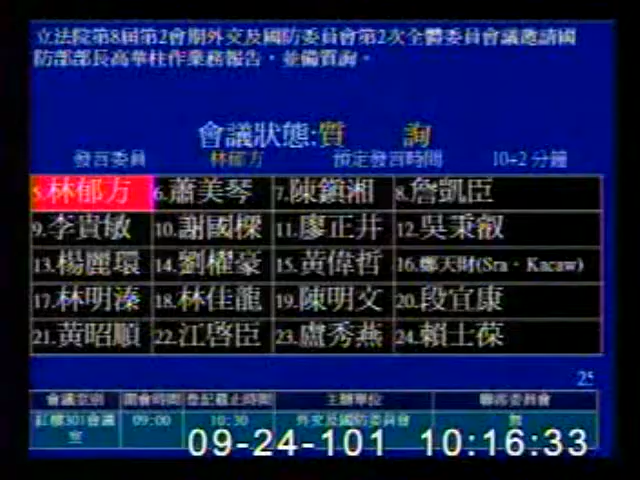 立法院第8屆第2會期外交及國防委員會第2次全體委員會議邀請國
防部部長高華柱作業務報告，並備質詢。
會議狀態:質 詢
發言委員 林郁方 預定發言時間 10+2 分鐘
5.林郁方 6.蕭美琴 7.陳鎮湘 8.詹凱臣
9.李貴敏 10.謝國樑 11.廖正井 12.吳秉叡
13.楊麗環 14.劉櫂豪 15.黃偉哲 16.鄭天財(Sra．Kacaw)
17.林明溱 18.林佳龍 19.陳明文 20.段宜康
21.黃昭順 22.江啓臣 23.盧秀燕 24.賴士葆
25
會議室別 開會時間 登記截止時間 主辦單位 聯席委員會
紅樓301會議室 09:00 10:30 外交及國防委員會 無
09-24-101 10:16:33